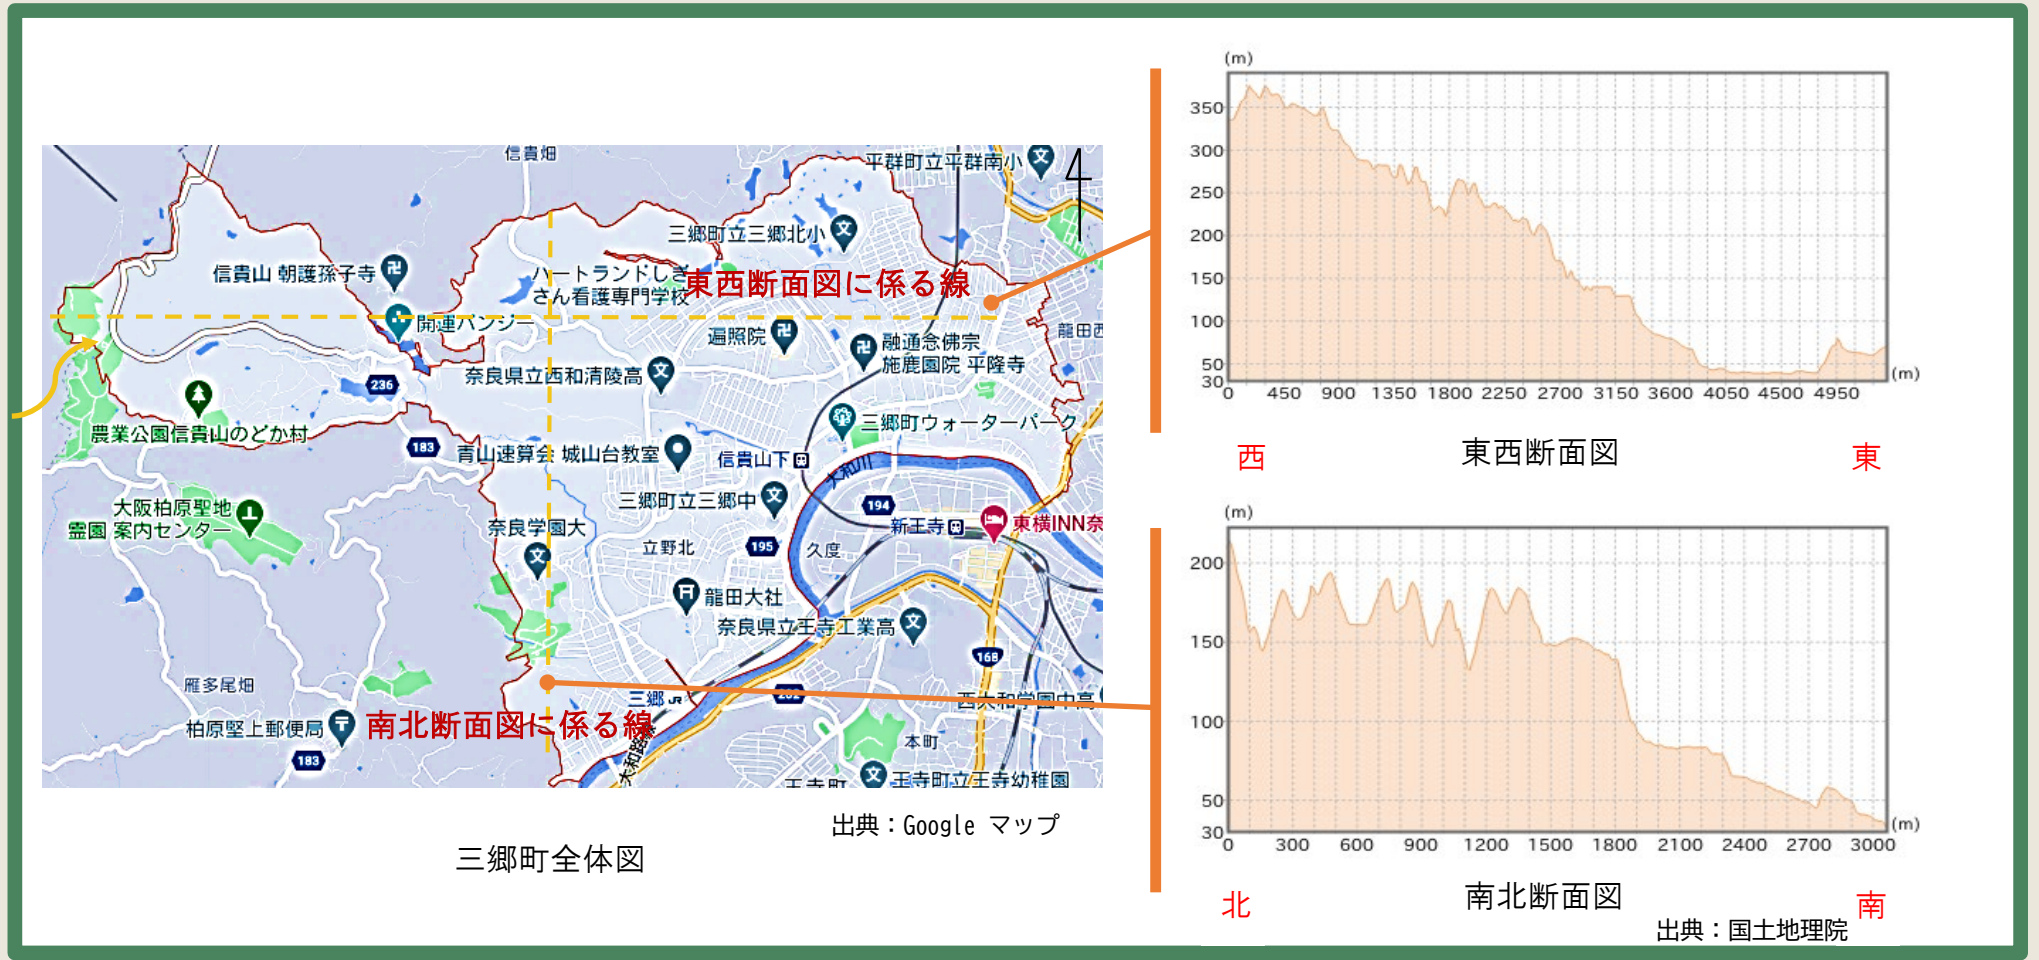 信貴畑
平群町立平群南小
三郷町立三郷北小
信貴山 朝護孫子寺
ハートランドしぎ
さん看護専門学校
東西断面図に係る線
開運バンジー
遍照院
融通念佛宗
施鹿園院 平隆寺
龍田西
奈良県立西和清陵高
236
三郷町ウォーターパーク
農業公園信貴山のどか村
183
青山速算会 城山台教室
信貴山下
大和川
三郷町立三郷中
194
大阪柏原聖地
霊園 案内センター
奈良学園大
新王寺
東横INN奈
立野北
195
久度
龍田大社
奈良県立王寺工業高
168
雁多尾畑
三郷 JR
202
西大和学園中高
柏原堅上郵便局
南北断面図に係る線
大和路線
本町
183
王寺町
王寺町立王寺幼稚園
出典：Google マップ
三郷町全体図
(m)
350
300
250
200
150
100
50
30
(m)
0 450 900 1350 1800 2250 2700 3150 3600 4050 4500 4950
西
東西断面図
東
(m)
200
150
100
50
30
(m)
0 300 600 900 1200 1500 1800 2100 2400 2700 3000
北
南北断面図
南
出典：国土地理院